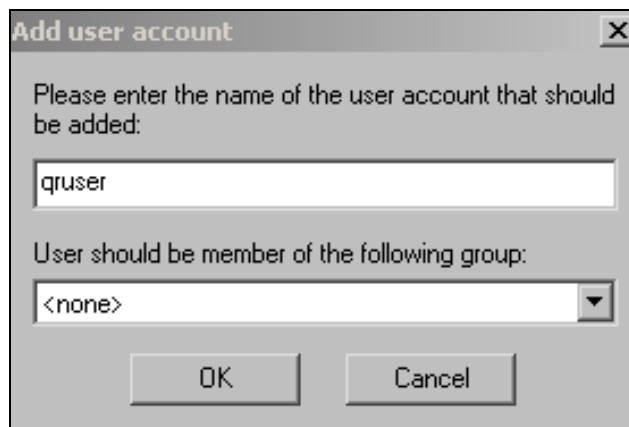 Add user account
Please enter the name of the user account that should
be added:
qruser
User should be member of the following group:
<none>
OK
Cancel